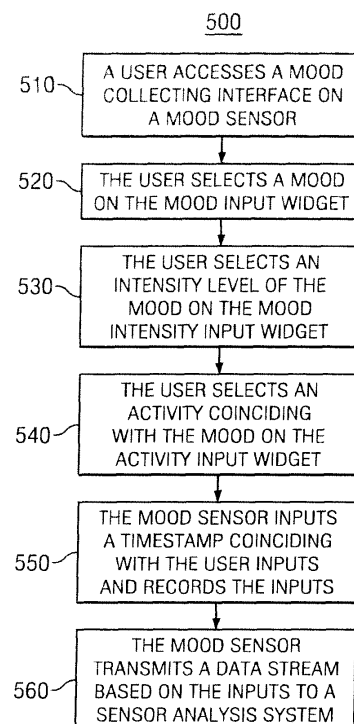 500
510
A USER ACCESSES A MOOD
COLLECTING INTERFACE ON
A MOOD SENSOR
520
THE USER SELECTS A MOOD
ON THE MOOD INPUT WIDGET
530
THE USER SELECTS AN
INTENSITY LEVEL OF THE
MOOD ON THE MOOD
INTENSITY INPUT WIDGET
540
THE USER SELECTS AN
ACTIVITY COINCIDING
WITH THE MOOD ON THE
ACTIVITY INPUT WIDGET
550
THE MOOD SENSOR INPUTS
A TIMESTAMP COINCIDING
WITH THE USER INPUTS
AND RECORDS THE INPUTS
560
THE MOOD SENSOR
TRANSMITS A DATA STREAM
BASED ON THE INPUTS TO A
SENSOR ANALYSIS SYSTEM